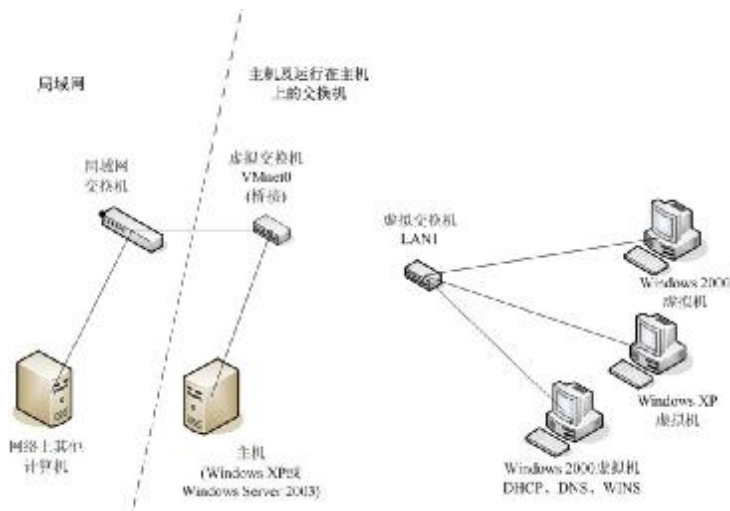 局域网
主机及运行在主机
上的交换机
局域网
交换机
虚拟交换机
VMnet0
(桥接)
虚拟交换机
LAN1
Windows 2000
虚拟机
Windows XP
虚拟机
网络上其他
计算机
主机
(Windows XP或
Windows Server 2003)
Windows 2000虚拟机
DHCP、DNS、WINS